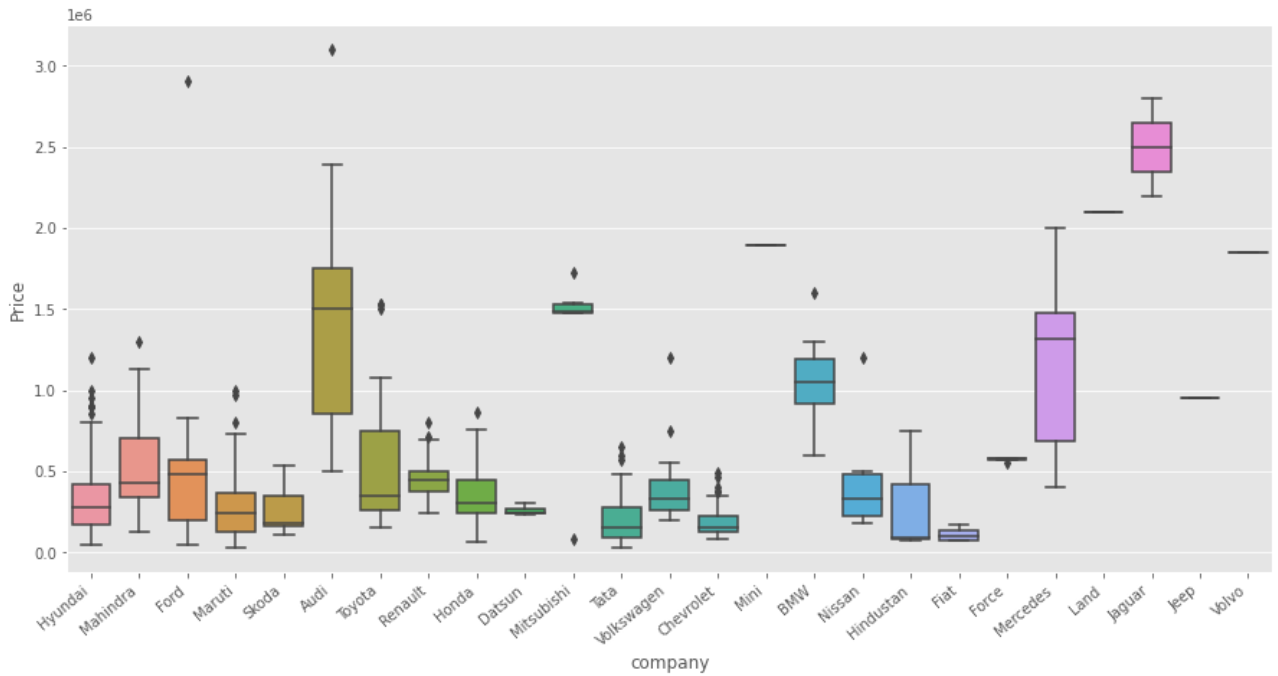 1e6
3.0
2.5
2.0
1.5
1.0
0.5
0.0
Price
Hyundai
Mahindra
Ford
Maruti
Skoda
Audi
Toyota
Renault
Honda
Datsun
Mitsubishi
Tata
Volkswagen
Chevrolet
Mini
BMW
Nissan
Hindustan
Fiat
Force
Mercedes
Land
Jaguar
Jeep
Volvo
company